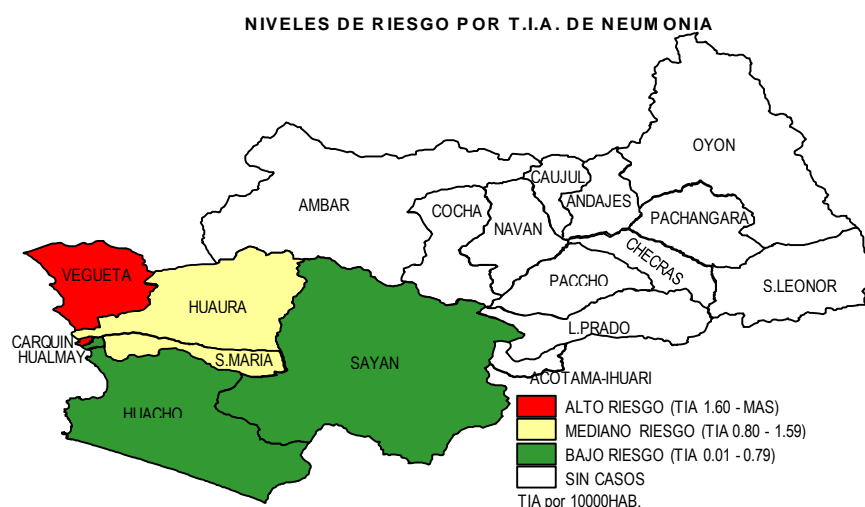 NIVELES DE RIESGO POR T.I.A. DE NEUMONIA
OYON
CAUJUL
AMBAR
ANDAJES
COCHA
PACHANGARA
NAVAN
CHECRAS
VEGUETA
PACCHO
S.LEONOR
HUAURA
L.PRADO
CARQUIN
HUALMAY
S.MARIA
SAYAN
ACOTAMA-IHUARI
HUACHO
ALTO RIESGO (TIA 1.60 - MAS)
MEDIANO RIESGO (TIA 0.80 - 1.59)
BAJO RIESGO (TIA 0.01 - 0.79)
SIN CASOS
TIA por 10000HAB.